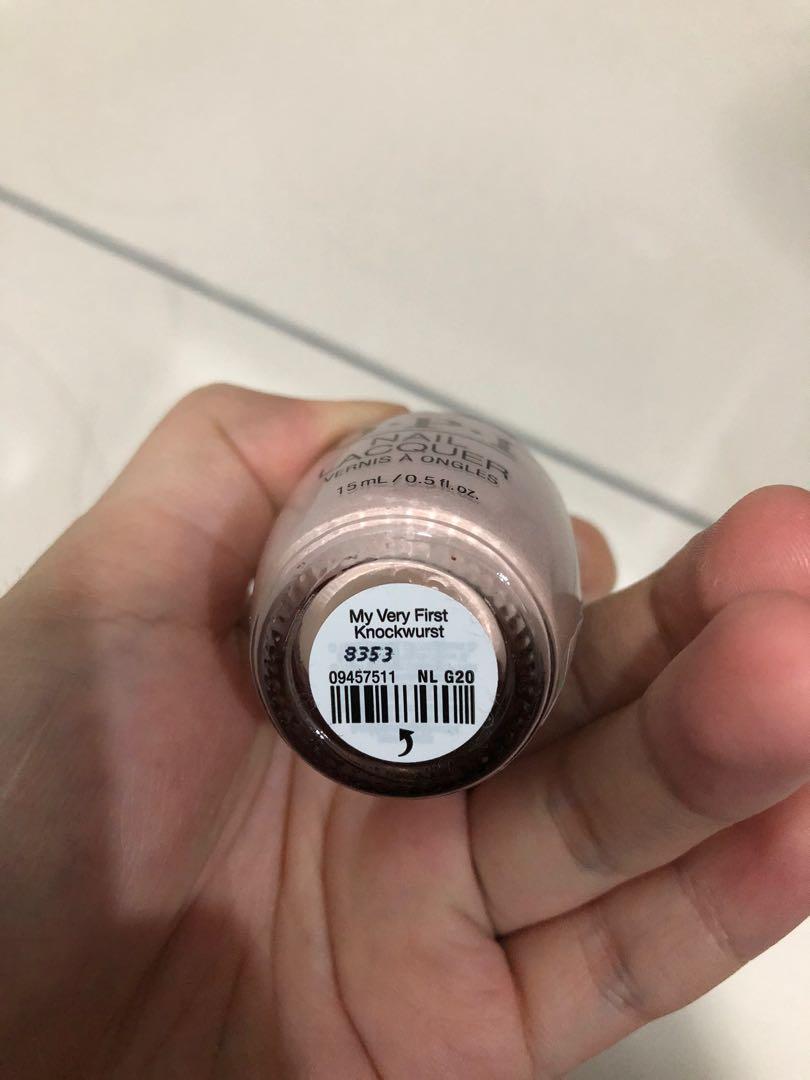 O.P.I
NAIL
LACQUER
VERNIS À ONGLES
15 mL / 0.5 fl. oz.
My Very First
Knockwurst
8353
09457511 NL G20